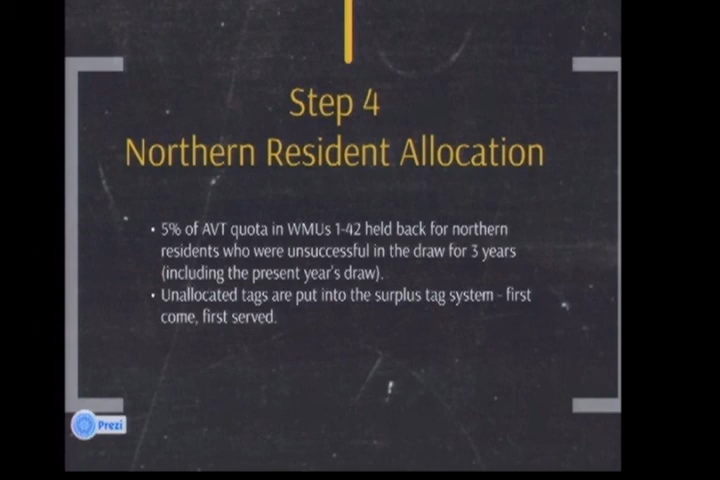 Step 4
Northern Resident Allocation
• 5% of AVT quota in WMUs 1-42 held back for northern
residents who were unsuccessful in the draw for 3 years
(including the present year's draw).
• Unallocated tags are put into the surplus tag system - first
come, first served.
Prezi